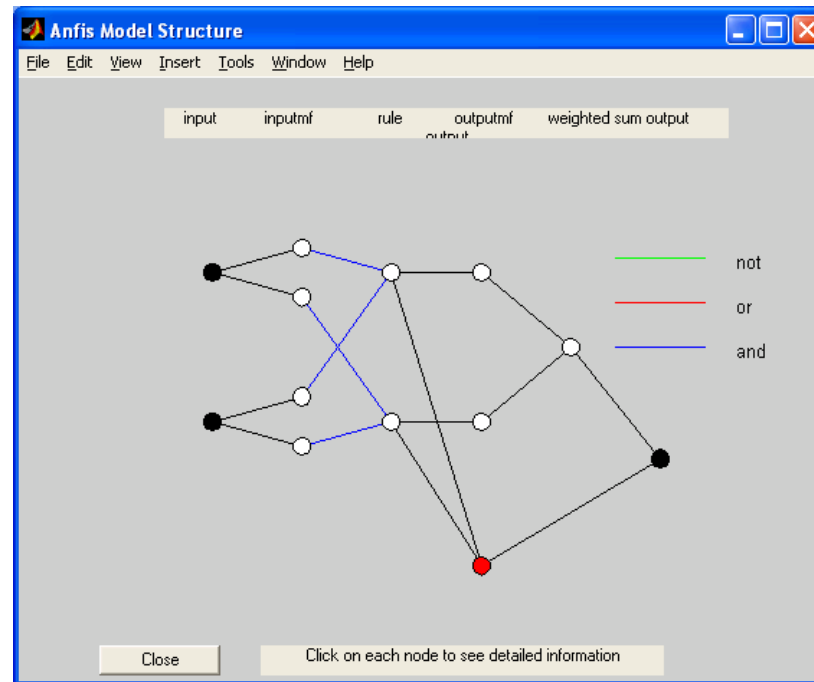 Anfis Model Structure
File Edit View Insert Tools Window Help
input inputmf rule outputmf weighted sum output
output
not
or
and
Close
Click on each node to see detailed information